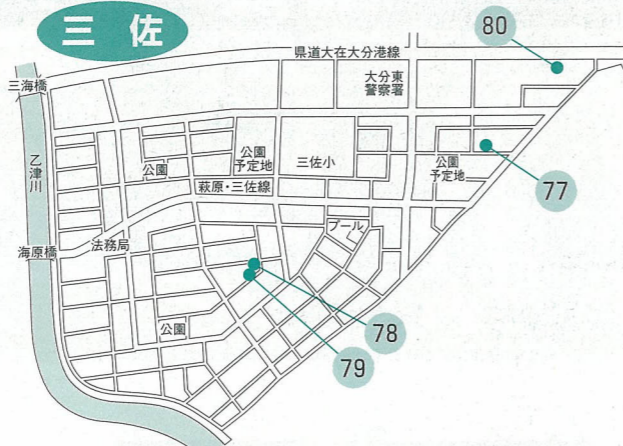 三佐
80
県道大在大分港線
三海橋
大分東
警察署
乙津川
公園
公園
予定地
三佐小
公園
予定地
77
萩原・三佐線
プール
海原橋
法務局
78
公園
79